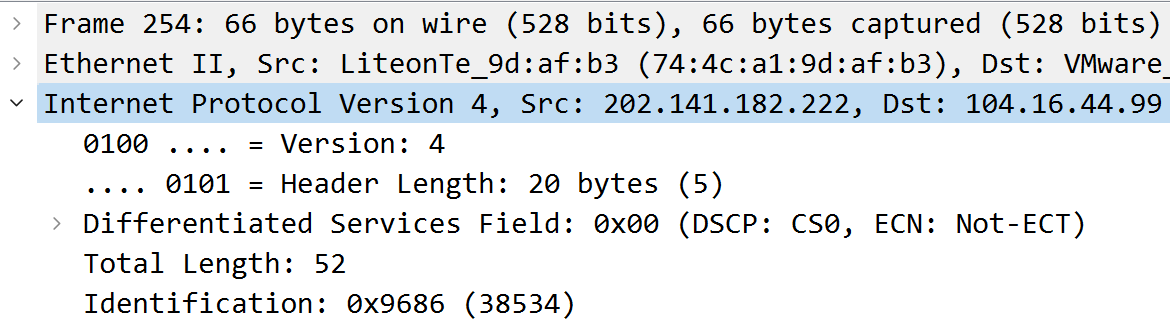 Frame 254: 66 bytes on wire (528 bits), 66 bytes captured (528 bits)
Ethernet II, Src: LiteonTe_9d:af:b3 (74:4c:a1:9d:af:b3), Dst: VMware_
Internet Protocol Version 4, Src: 202.141.182.222, Dst: 104.16.44.99
0100 .... = Version: 4
.... 0101 = Header Length: 20 bytes (5)
Differentiated Services Field: 0x00 (DSCP: CS0, ECN: Not-ECT)
Total Length: 52
Identification: 0x9686 (38534)